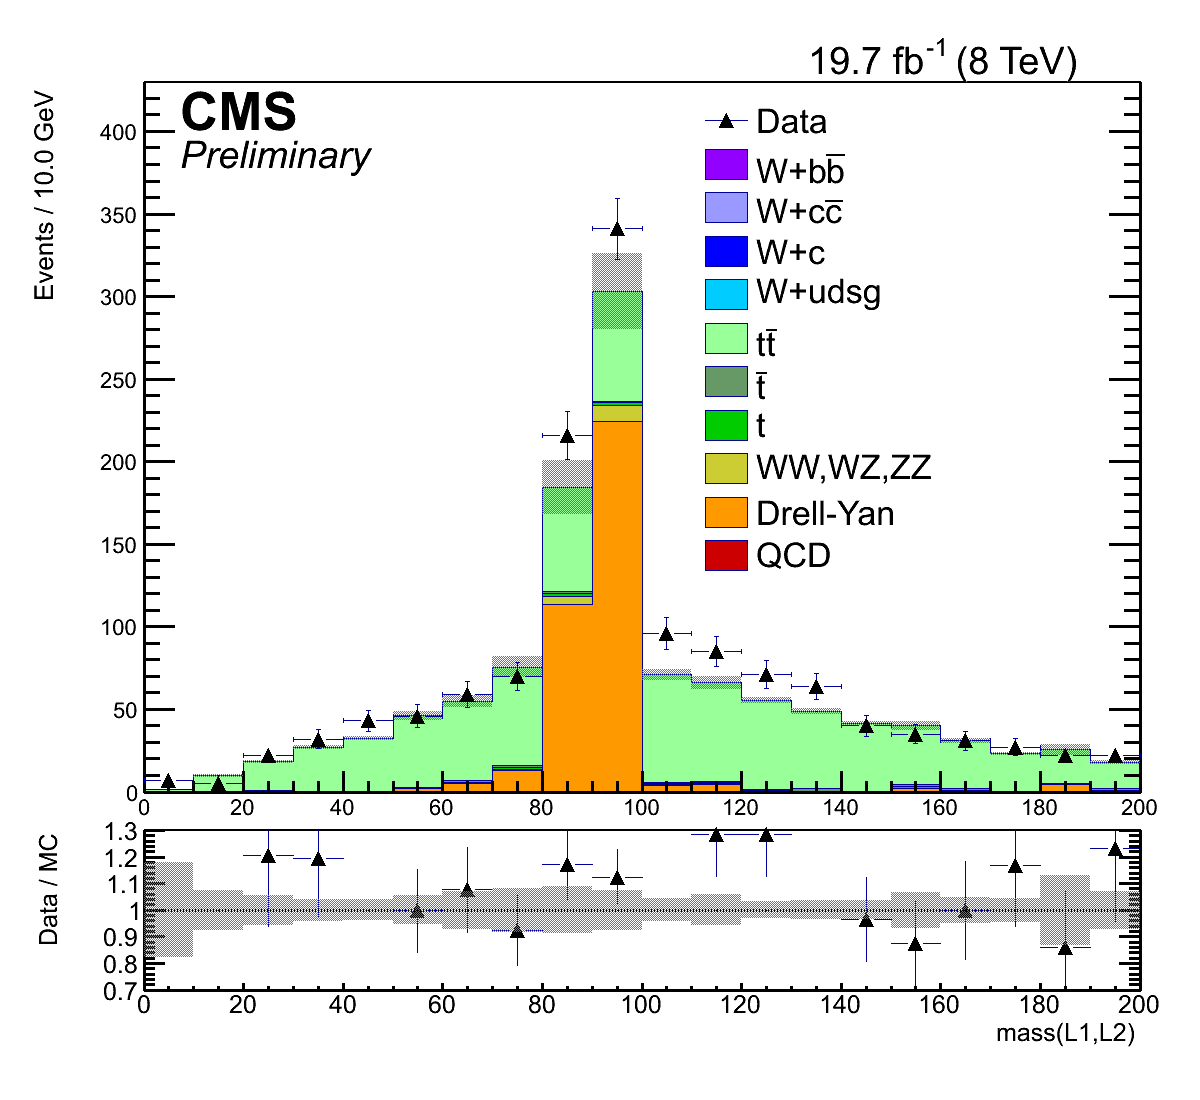 19.7 fb⁻¹ (8 TeV)
CMS
Preliminary
Events / 10.0 GeV
400
350
300
250
200
150
100
50
0
Data
W+bb̅
W+cc̅
W+c
W+udsg
tt̅
t̅
t
WW,WZ,ZZ
Drell-Yan
QCD
0 20 40 60 80 100 120 140 160 180 200
Data / MC
1.3
1.2
1.1
1
0.9
0.8
0.7
0 20 40 60 80 100 120 140 160 180 200
mass(L1,L2)